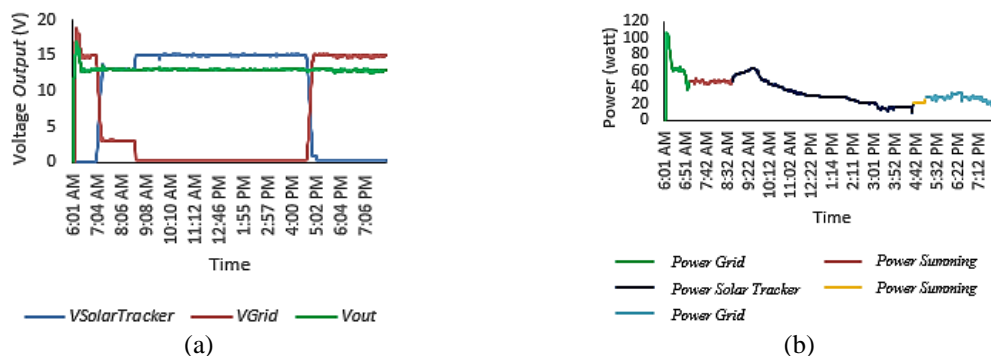 Voltage Output (V)
20
15
10
5
0
6:01 AM
7:04 AM
8:06 AM
9:08 AM
10:10 AM
11:12 AM
12:46 PM
1:55 PM
2:57 PM
4:00 PM
5:02 PM
6:04 PM
7:06 PM
Time
VSolarTracker
VGrid
Vout
(a)
Power (watt)
120
100
80
60
40
20
0
6:01 AM
6:51 AM
7:42 AM
8:32 AM
9:22 AM
10:12 AM
11:02 AM
12:22 PM
1:14 PM
2:11 PM
3:01 PM
3:52 PM
4:42 PM
5:32 PM
6:22 PM
7:12 PM
Time
Power Grid
Power Summing
Power Solar Tracker
Power Summing
Power Grid
(b)